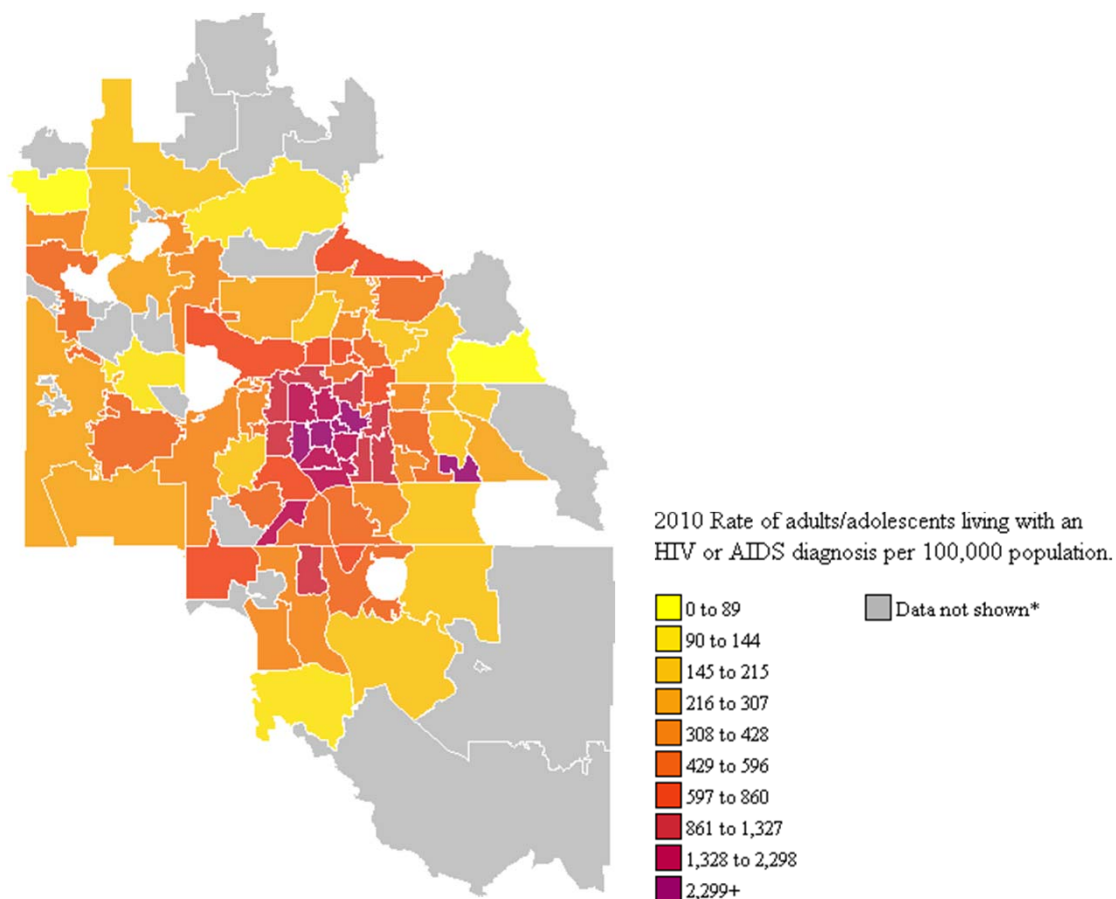 2010 Rate of adults/adolescents living with an
HIV or AIDS diagnosis per 100,000 population.
0 to 89
Data not shown*
90 to 144
145 to 215
216 to 307
308 to 428
429 to 596
597 to 860
861 to 1,327
1,328 to 2,298
2,299+